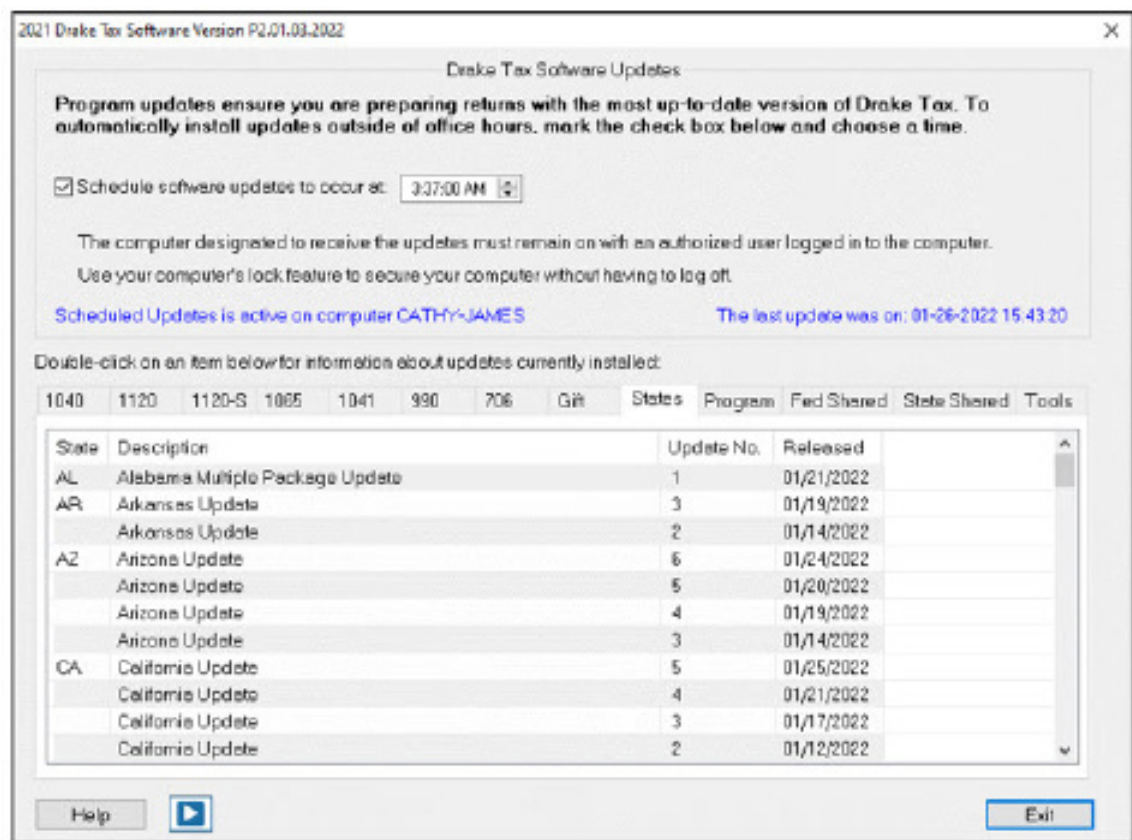 2021 Drake Tax Software Version P2.01.03.2022
Drake Tax Software Updates
Program updates ensure you are preparing returns with the most up-to-date version of Drake Tax. To
automatically install updates outside of office hours, mark the check box below and choose a time.
Schedule software updates to occur at: 3:37:00 AM
The computer designated to receive the updates must remain on with an authorized user logged in to the computer.
Use your computer's lock feature to secure your computer without having to log off.
Scheduled Updates is active on computer CATHY-JAMES The last update was on: 01-26-2022 15:43:20
Double-click on an item below for information about updates currently installed:
1040 1120 1120-S 1065 1041 990 706 Gift States Program Fed Shared State Shared Tools
State Description Update No. Released
AL Alabama Multiple Package Update 1 01/21/2022
AR Arkansas Update 3 01/19/2022
Arkansas Update 2 01/14/2022
AZ Arizona Update 6 01/24/2022
Arizona Update 5 01/20/2022
Arizona Update 4 01/19/2022
Arizona Update 3 01/14/2022
CA California Update 5 01/25/2022
California Update 4 01/21/2022
California Update 3 01/17/2022
California Update 2 01/12/2022
Help Exit